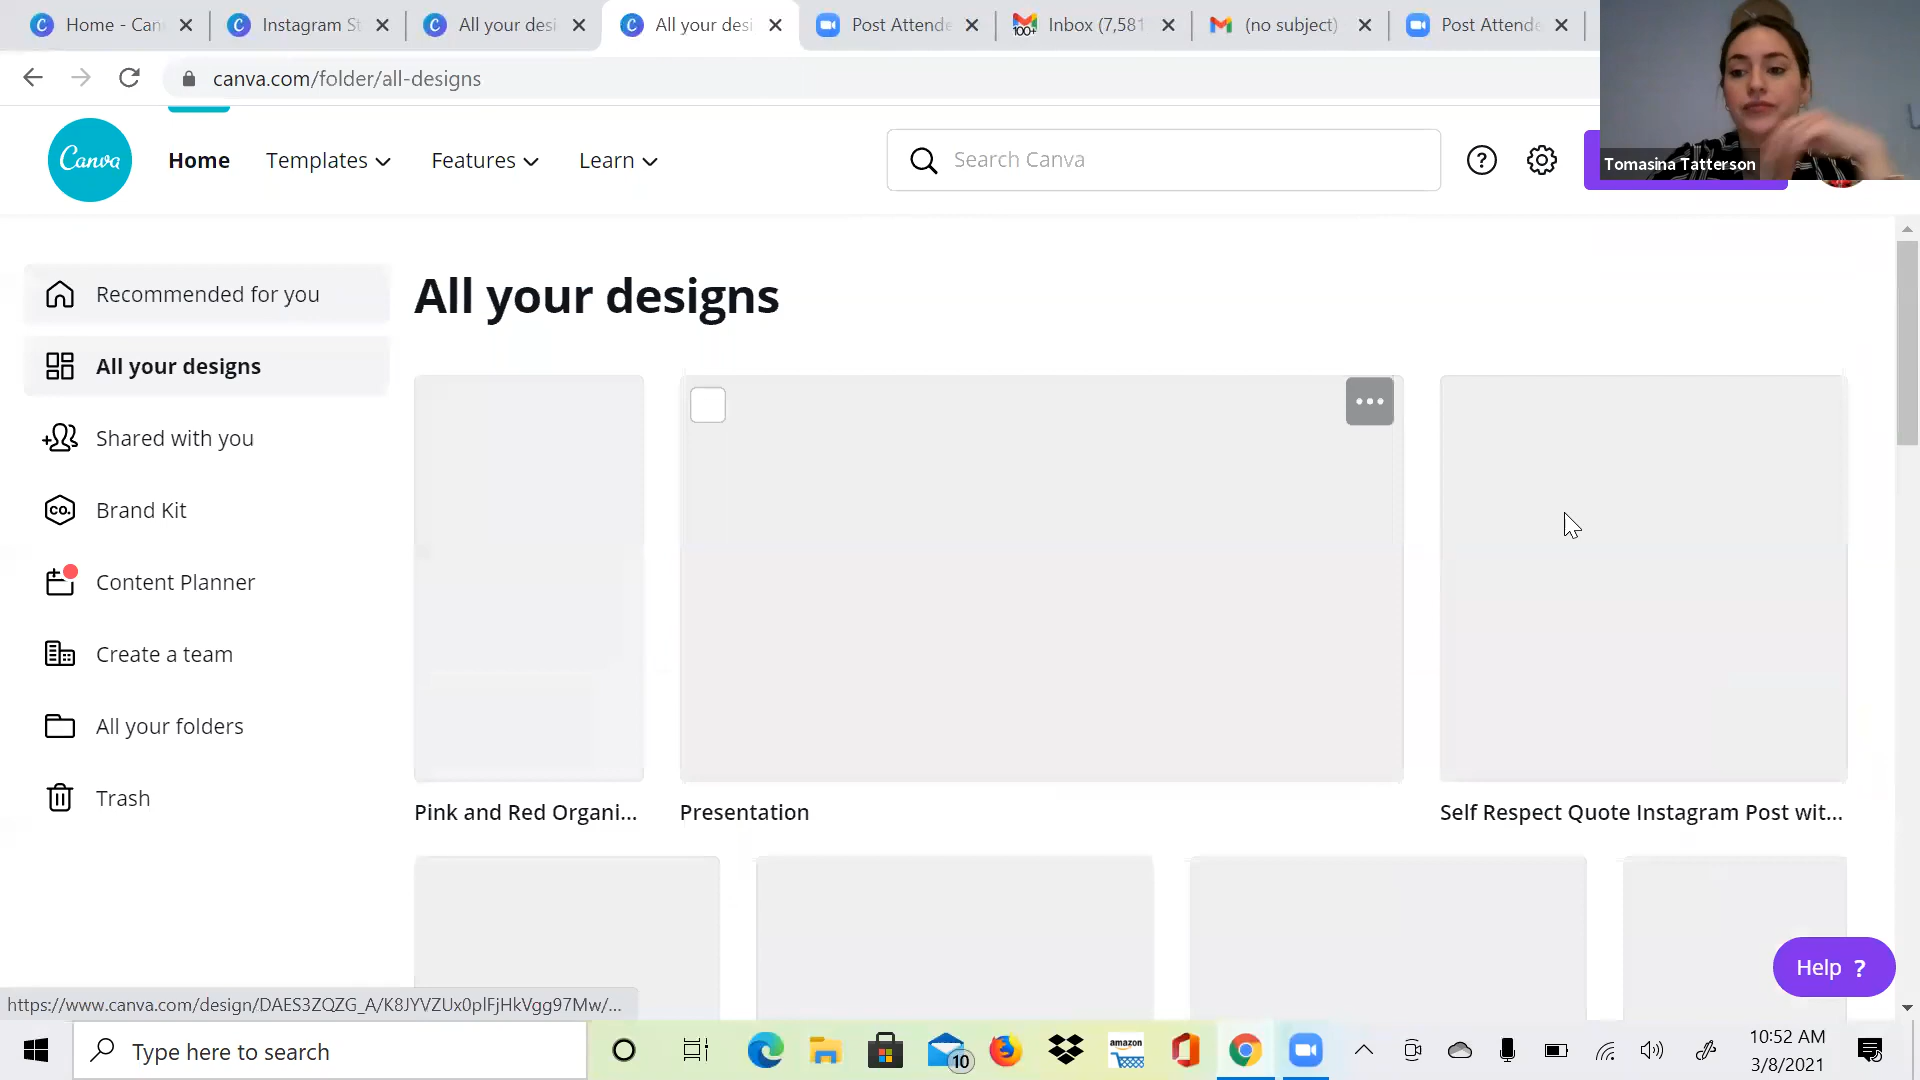 Home - Can
Instagram St
All your desi
All your desi
Post Attende
Inbox (7,581
(no subject)
Post Attende
canva.com/folder/all-designs
Tomasina Tatterson
Canva
Home
Templates
Features
Learn
Search Canva
Recommended for you
All your designs
Shared with you
Brand Kit
Content Planner
Create a team
All your folders
Trash
All your designs
Pink and Red Organi...
Presentation
Self Respect Quote Instagram Post wit...
Help ?
https://www.canva.com/design/DAES3ZQZG_A/K8JYVZUx0plFjHkVgg97Mw/...
Type here to search
10
amazon
10:52 AM
3/8/2021